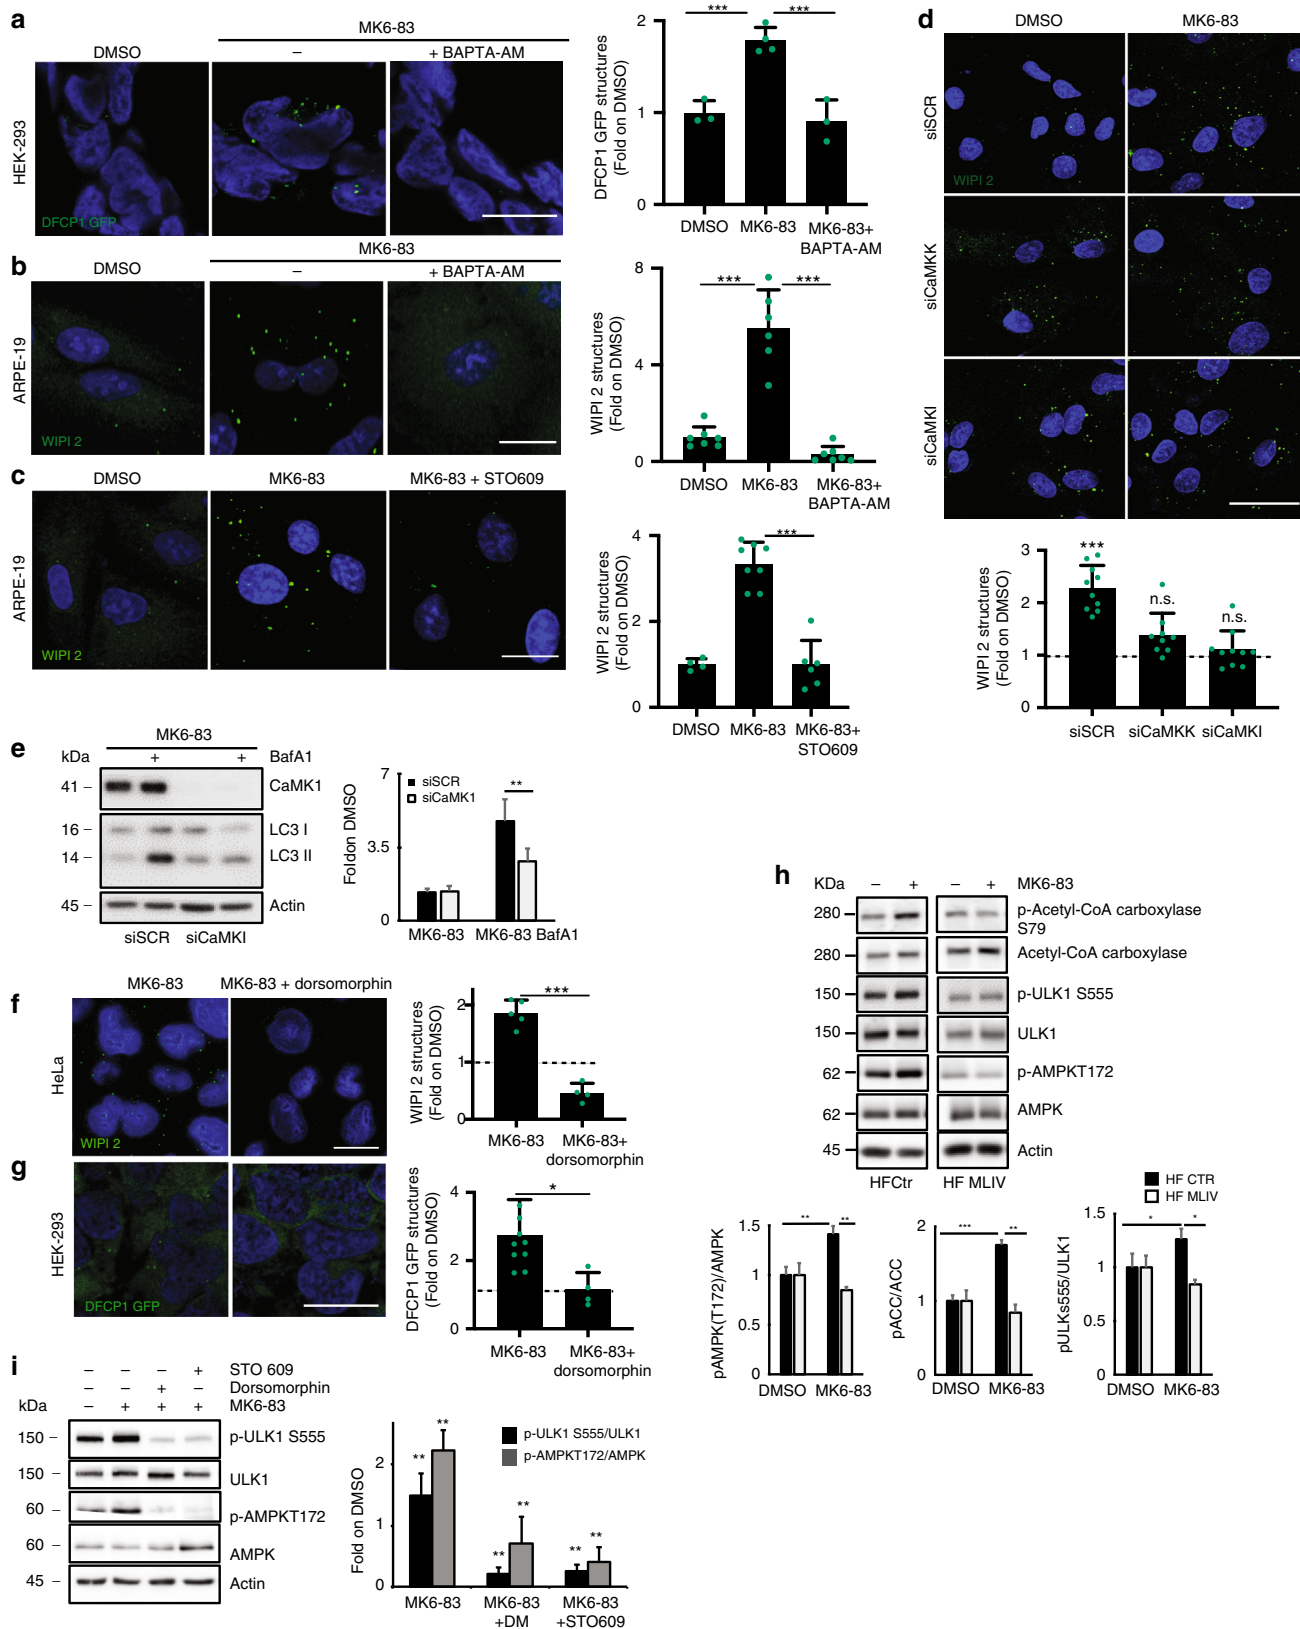 a
MK6-83
DMSO
–
+ BAPTA-AM
HEK-293
DFCP1 GFP
DFCP1 GFP structures
(Fold on DMSO)
2
1
0
***
***
DMSO
MK6-83
MK6-83+
BAPTA-AM
b
MK6-83
DMSO
–
+ BAPTA-AM
ARPE-19
WIPI 2
WIPI 2 structures
(Fold on DMSO)
8
4
0
***
***
DMSO
MK6-83
MK6-83+
BAPTA-AM
c
DMSO
MK6-83
MK6-83 + STO609
ARPE-19
WIPI 2
WIPI 2 structures
(Fold on DMSO)
4
2
0
***
DMSO
MK6-83
MK6-83+
STO609
d
DMSO
MK6-83
siSCR
WIPI 2
siCaMKK
siCaMKI
WIPI 2 structures
(Fold on DMSO)
3
2
1
0
***
n.s.
n.s.
siSCR
siCaMKK
siCaMKI
e
MK6-83
kDa
+
+
BafA1
41 –
CaMK1
16 –
LC3 I
14 –
LC3 II
45 –
Actin
siSCR
siCaMKI
Foldon DMSO
7
3.5
0
siSCR
siCaMK1
**
MK6-83
MK6-83 BafA1
f
MK6-83
MK6-83 + dorsomorphin
HeLa
WIPI 2
WIPI 2 structures
(Fold on DMSO)
2
1
0
***
MK6-83
MK6-83+
dorsomorphin
g
HEK-293
DFCP1 GFP
DFCP1 GFP structures
(Fold on DMSO)
4
2
0
*
MK6-83
MK6-83+
dorsomorphin
h
KDa
–
+
–
+
MK6-83
280
p-Acetyl-CoA carboxylase
S79
280
Acetyl-CoA carboxylase
150
p-ULK1 S555
150
ULK1
62
p-AMPKT172
62
AMPK
45
Actin
HFCtr
HF MLIV
HF CTR
HF MLIV
pAMPK(T172)/AMPK
1.5
1
0.5
0
**
**
DMSO
MK6-83
pACC/ACC
2
1
0
***
**
DMSO
MK6-83
pULKs555/ULK1
1.5
1
0.5
0
*
*
DMSO
MK6-83
i
– – – + STO 609
– – + – Dorsomorphin
kDa – + + + MK6-83
150 –
p-ULK1 S555
150 –
ULK1
60 –
p-AMPKT172
60 –
AMPK
45 –
Actin
Fold on DMSO
2
1
0
p-ULK1 S555/ULK1
p-AMPKT172/AMPK
**
**
**
**
**
**
MK6-83
MK6-83
+DM
MK6-83
+STO609